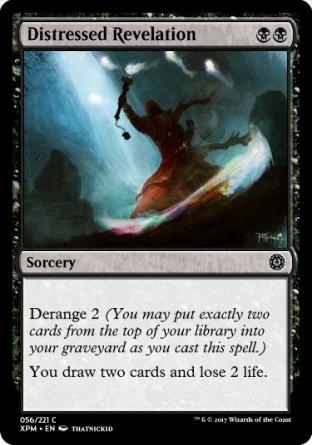 Distressed Revelation
Sorcery
Derange 2 (You may put exactly two
cards from the top of your library into
your graveyard as you cast this spell.)
You draw two cards and lose 2 life.
056/221 C
XPM • EN THATNICKID
™ & © 2017 Wizards of the Coast